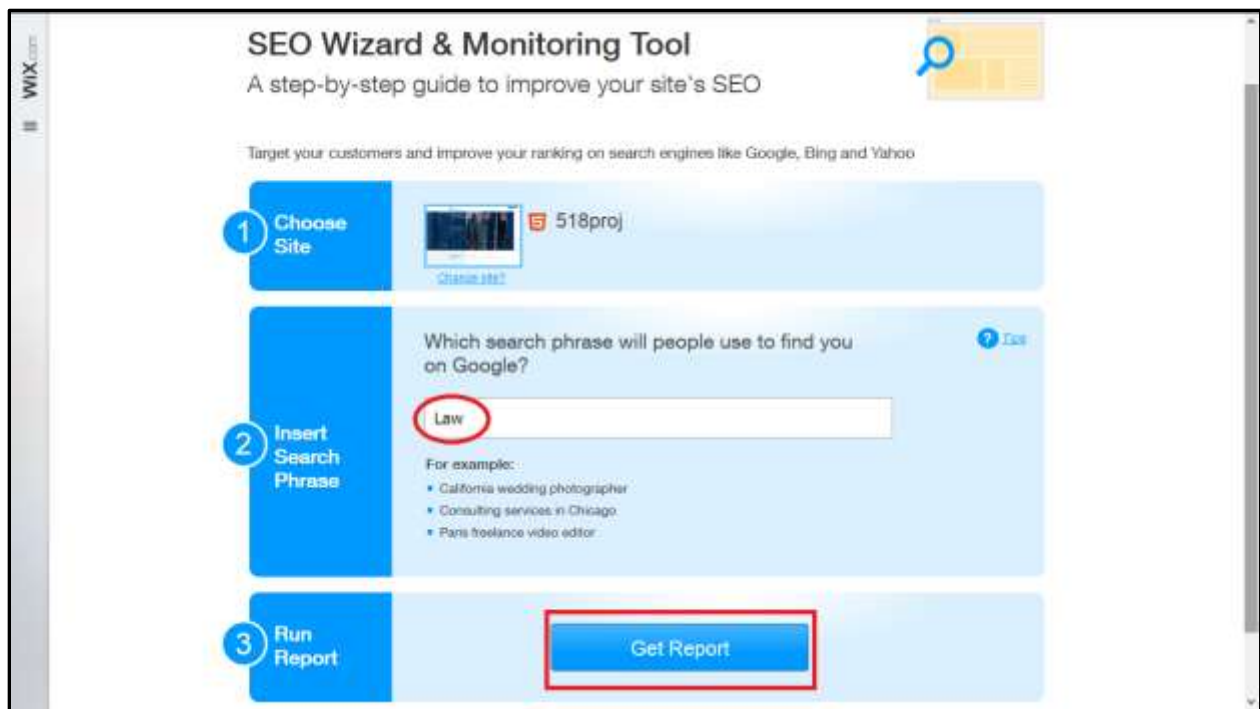 WiX.com
SEO Wizard & Monitoring Tool
A step-by-step guide to improve your site's SEO
Target your customers and improve your ranking on search engines like Google, Bing and Yahoo
1
Choose
Site
518proj
Change site?
2
Insert
Search
Phrase
Which search phrase will people use to find you
on Google?
Tips
Law
For example:
California wedding photographer
Consulting services in Chicago
Paris freelance video editor
3
Run
Report
Get Report